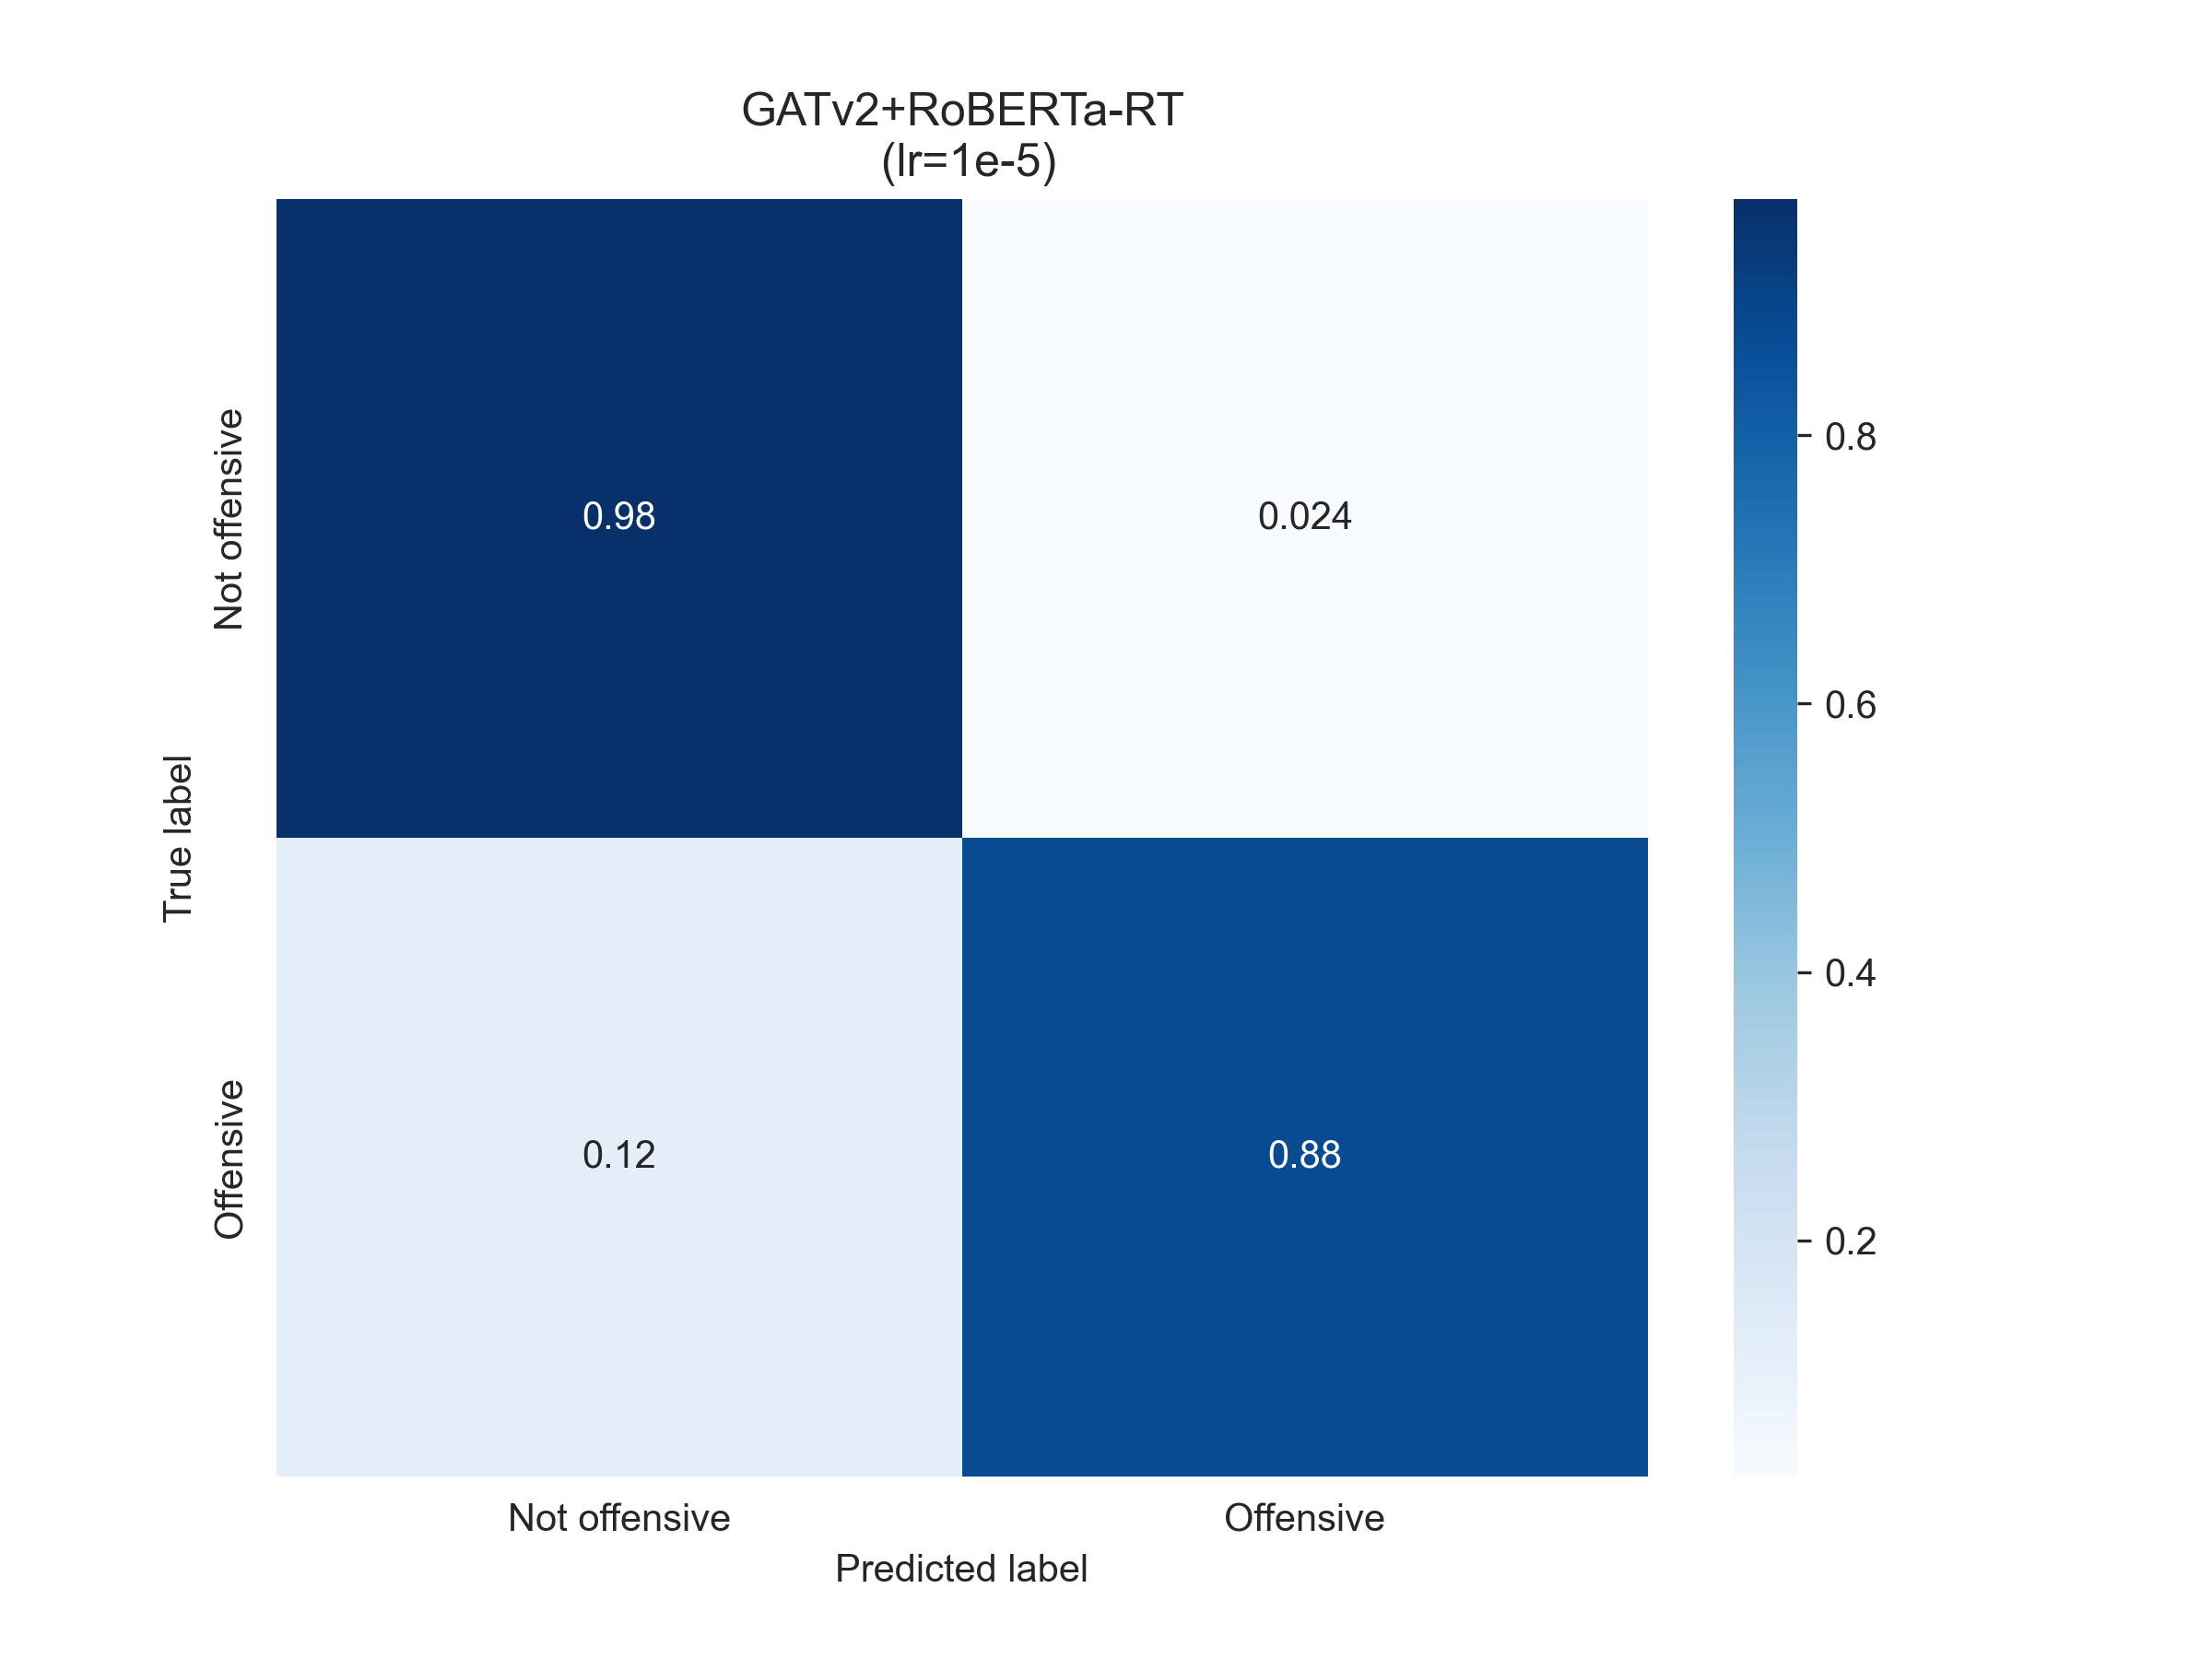 GATv2+RoBERTa-RT
(lr=1e-5)
Not offensive
0.98
0.024
True label
Offensive
0.12
0.88
Not offensive
Offensive
Predicted label
0.8
0.6
0.4
0.2